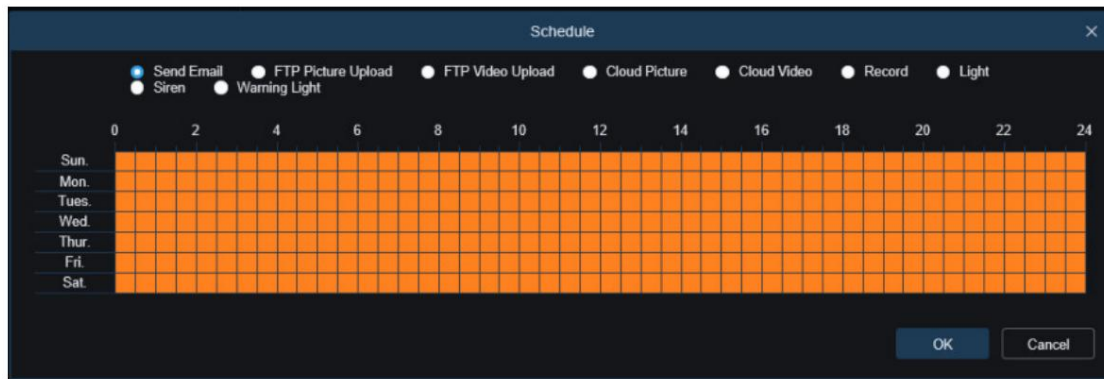 Schedule
Send Email FTP Picture Upload FTP Video Upload Cloud Picture Cloud Video Record Light
Siren Warning Light
0 2 4 6 8 10 12 14 16 18 20 22 24
Sun.
Mon.
Tues.
Wed.
Thur.
Fri.
Sat.
OK Cancel